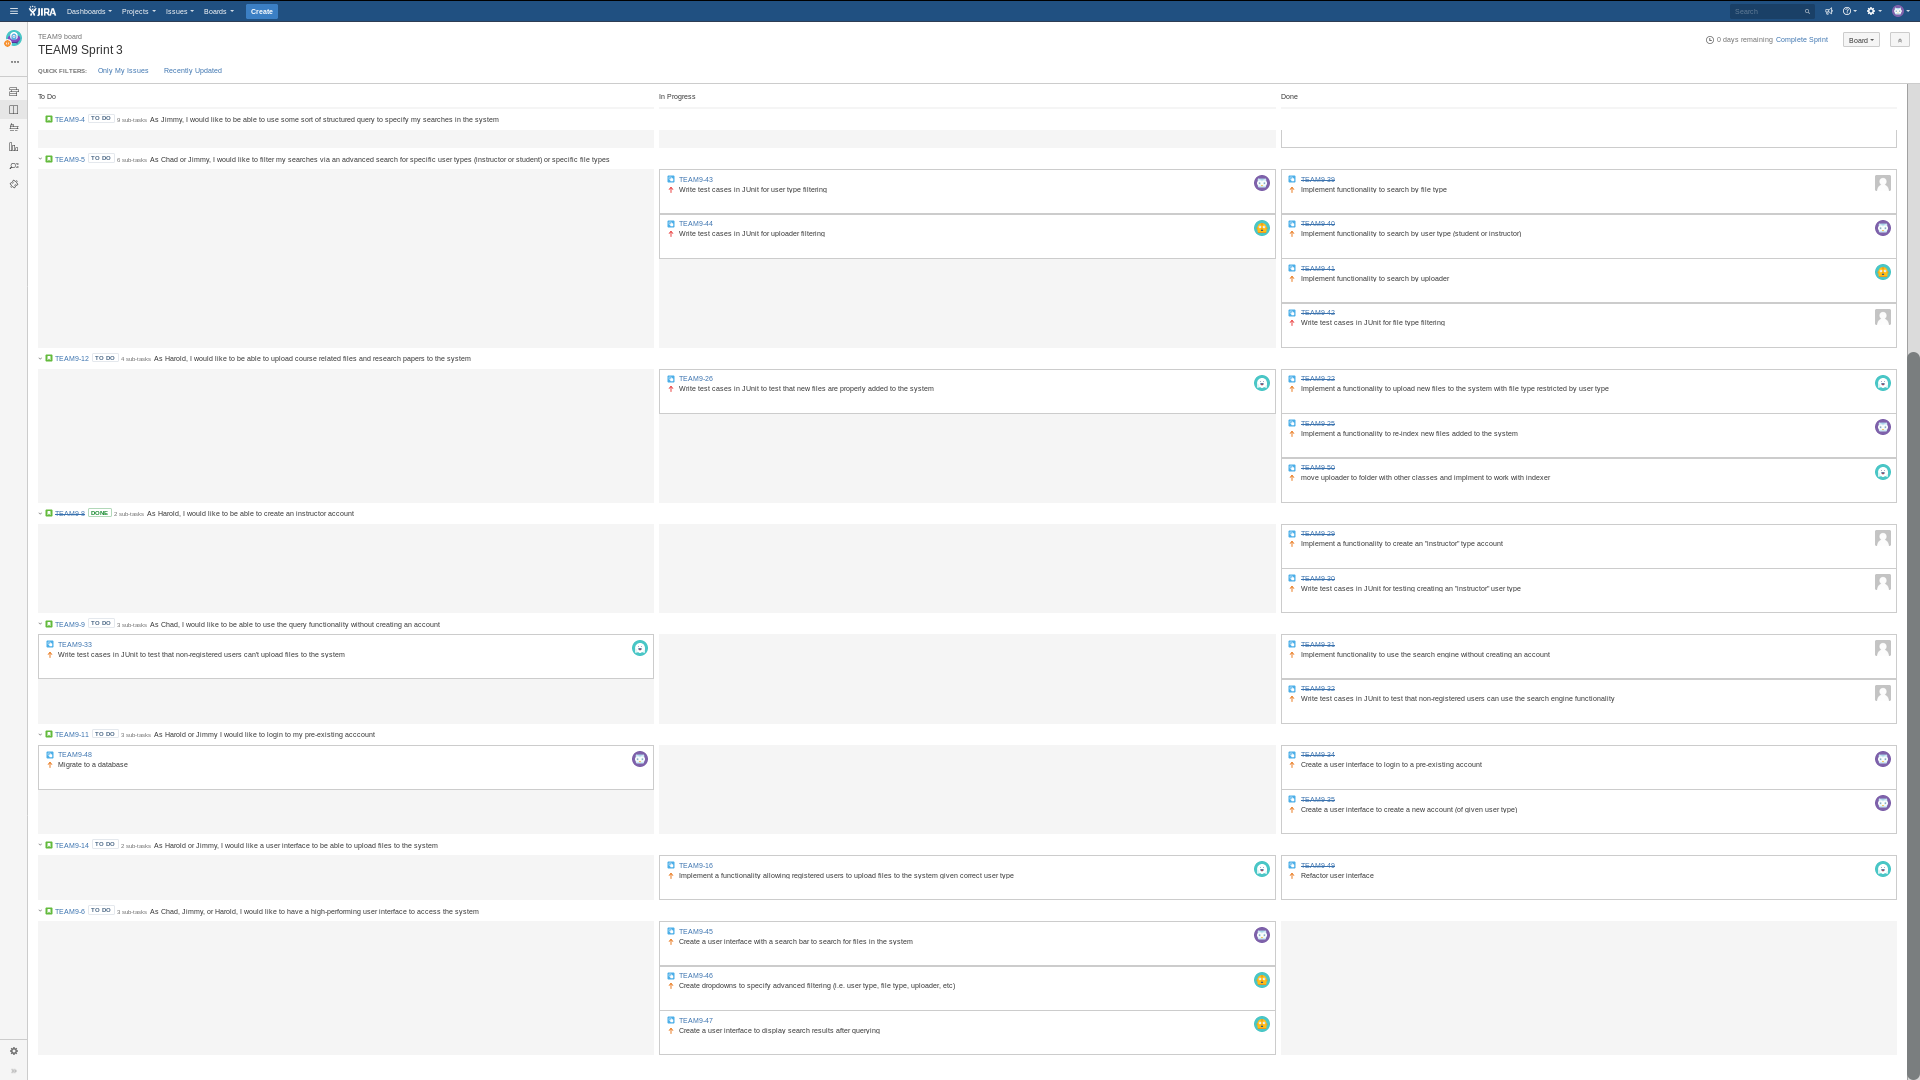 JIRA Dashboards Projects Issues Boards Create Search
TEAM9 board
TEAM9 Sprint 3
0 days remaining Complete Sprint Board
QUICK FILTERS: Only My Issues Recently Updated
To Do In Progress Done
TEAM9-4 TO DO 9 sub-tasks As Jimmy, I would like to be able to use some sort of structured query to specify my searches in the system
TEAM9-5 TO DO 6 sub-tasks As Chad or Jimmy, I would like to filter my searches via an advanced search for specific user types (instructor or student) or specific file types
TEAM9-43
Write test cases in JUnit for user type filtering
TEAM9-44
Write test cases in JUnit for uploader filtering
TEAM9-39
Implement functionality to search by file type
TEAM9-40
Implement functionality to search by user type (student or instructor)
TEAM9-41
Implement functionality to search by uploader
TEAM9-42
Write test cases in JUnit for file type filtering
TEAM9-12 TO DO 4 sub-tasks As Harold, I would like to be able to upload course related files and research papers to the system
TEAM9-26
Write test cases in JUnit to test that new files are properly added to the system
TEAM9-22
Implement a functionality to upload new files to the system with file type restricted by user type
TEAM9-25
Implement a functionality to re-index new files added to the system
TEAM9-50
move uploader to folder with other classes and implment to work with indexer
TEAM9-8 DONE 2 sub-tasks As Harold, I would like to be able to create an instructor account
TEAM9-29
Implement a functionality to create an "instructor" type account
TEAM9-30
Write test cases in JUnit for testing creating an "instructor" user type
TEAM9-9 TO DO 3 sub-tasks As Chad, I would like to be able to use the query functionality without creating an account
TEAM9-33
Write test cases in JUnit to test that non-registered users can't upload files to the system
TEAM9-31
Implement functionality to use the search engine without creating an account
TEAM9-32
Write test cases in JUnit to test that non-registered users can use the search engine functionality
TEAM9-11 TO DO 3 sub-tasks As Harold or Jimmy I would like to login to my pre-existing acccount
TEAM9-48
Migrate to a database
TEAM9-34
Create a user interface to login to a pre-existing account
TEAM9-35
Create a user interface to create a new account (of given user type)
TEAM9-14 TO DO 2 sub-tasks As Harold or Jimmy, I would like a user interface to be able to upload files to the system
TEAM9-16
Implement a functionality allowing registered users to upload files to the system given correct user type
TEAM9-49
Refactor user interface
TEAM9-6 TO DO 3 sub-tasks As Chad, Jimmy, or Harold, I would like to have a high-performing user interface to access the system
TEAM9-45
Create a user interface with a search bar to search for files in the system
TEAM9-46
Create dropdowns to specify advanced filtering (i.e. user type, file type, uploader, etc)
TEAM9-47
Create a user interface to display search results after querying